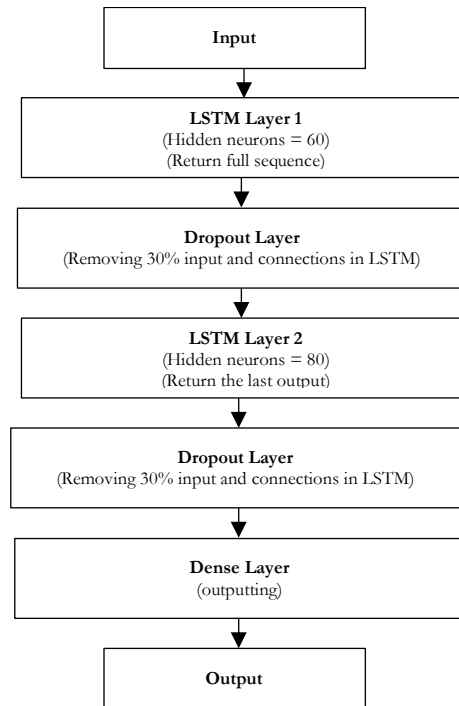 Input
LSTM Layer 1
(Hidden neurons = 60)
(Return full sequence)
Dropout Layer
(Removing 30% input and connections in LSTM)
LSTM Layer 2
(Hidden neurons = 80)
(Return the last output)
Dropout Layer
(Removing 30% input and connections in LSTM)
Dense Layer
(outputting)
Output